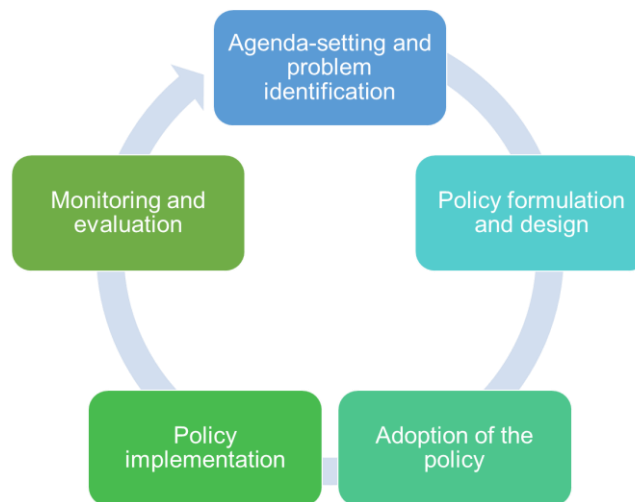 Agenda-setting and
problem
identification
Policy formulation
and design
Adoption of the
policy
Policy
implementation
Monitoring and
evaluation